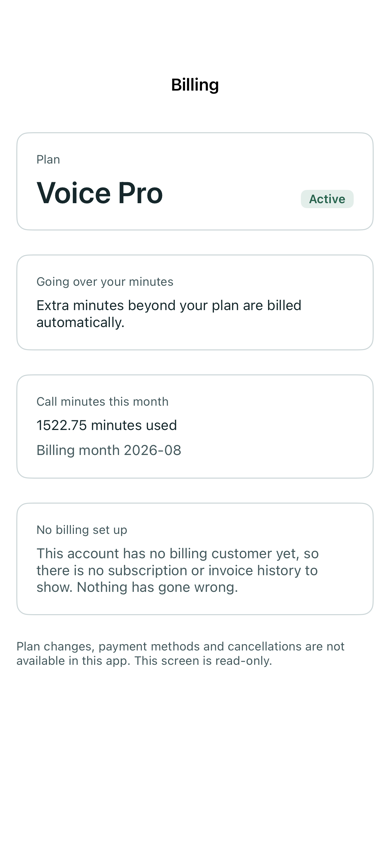 Billing
Plan
Voice Pro
Active
Going over your minutes
Extra minutes beyond your plan are billed
automatically.
Call minutes this month
1522.75 minutes used
Billing month 2026-08
No billing set up
This account has no billing customer yet, so
there is no subscription or invoice history to
show. Nothing has gone wrong.
Plan changes, payment methods and cancellations are not
available in this app. This screen is read-only.